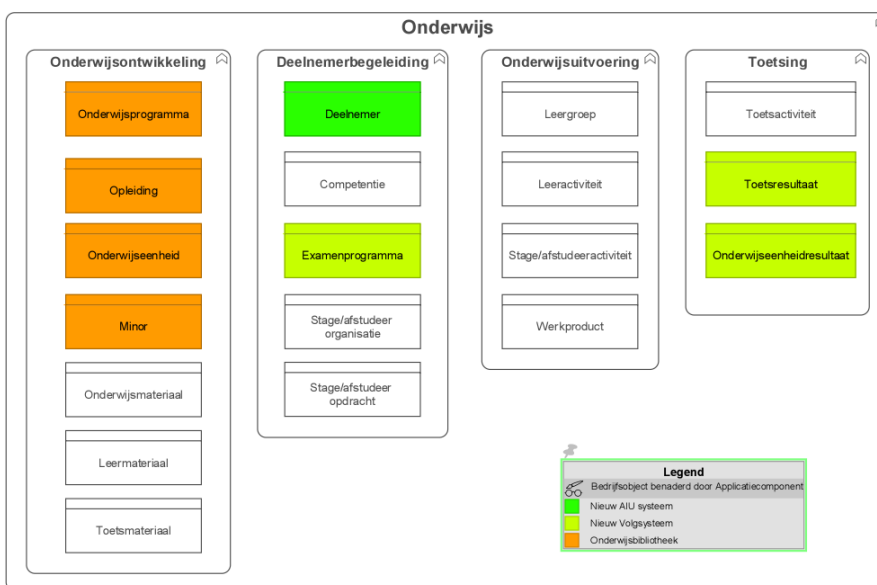 Onderwijs
Onderwijsontwikkeling
Onderwijsprogramma
Opleiding
Onderwijseenheid
Minor
Onderwijsmateriaal
Leermateriaal
Toetsmateriaal
Deelnemerbegeleiding
Deelnemer
Competentie
Examenprogramma
Stage/afstudeer
organisatie
Stage/afstudeer
opdracht
Onderwijsuitvoering
Leergroep
Leeractiviteit
Stage/afstudeeractiviteit
Werkproduct
Toetsing
Toetsactiviteit
Toetsresultaat
Onderwijseenheidresultaat
Legend
Bedrijfsobject benaderd door Applicatiecomponent
Nieuw AIU systeem
Nieuw Volgsysteem
Onderwijsbibliotheek